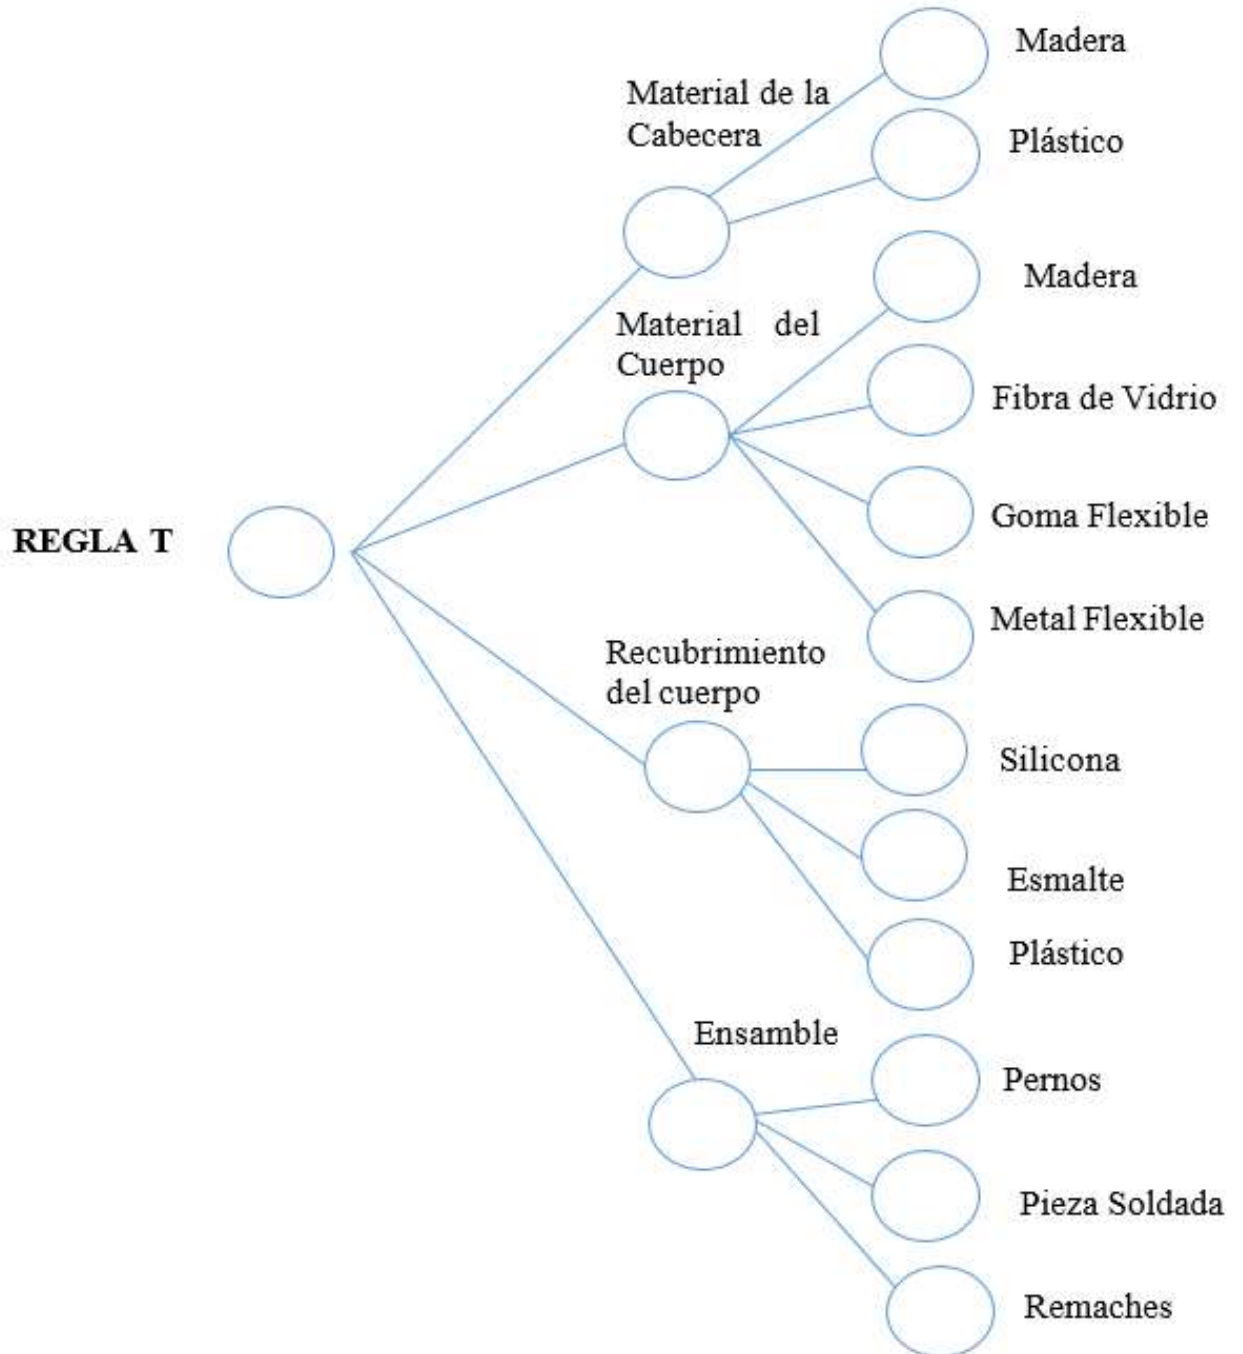 Madera
Material de la
Cabecera
Plástico
Madera
Material del
Cuerpo
Fibra de Vidrio
Goma Flexible
REGLA T
Metal Flexible
Recubrimiento
del cuerpo
Silicona
Esmalte
Plástico
Ensamble
Pernos
Pieza Soldada
Remaches